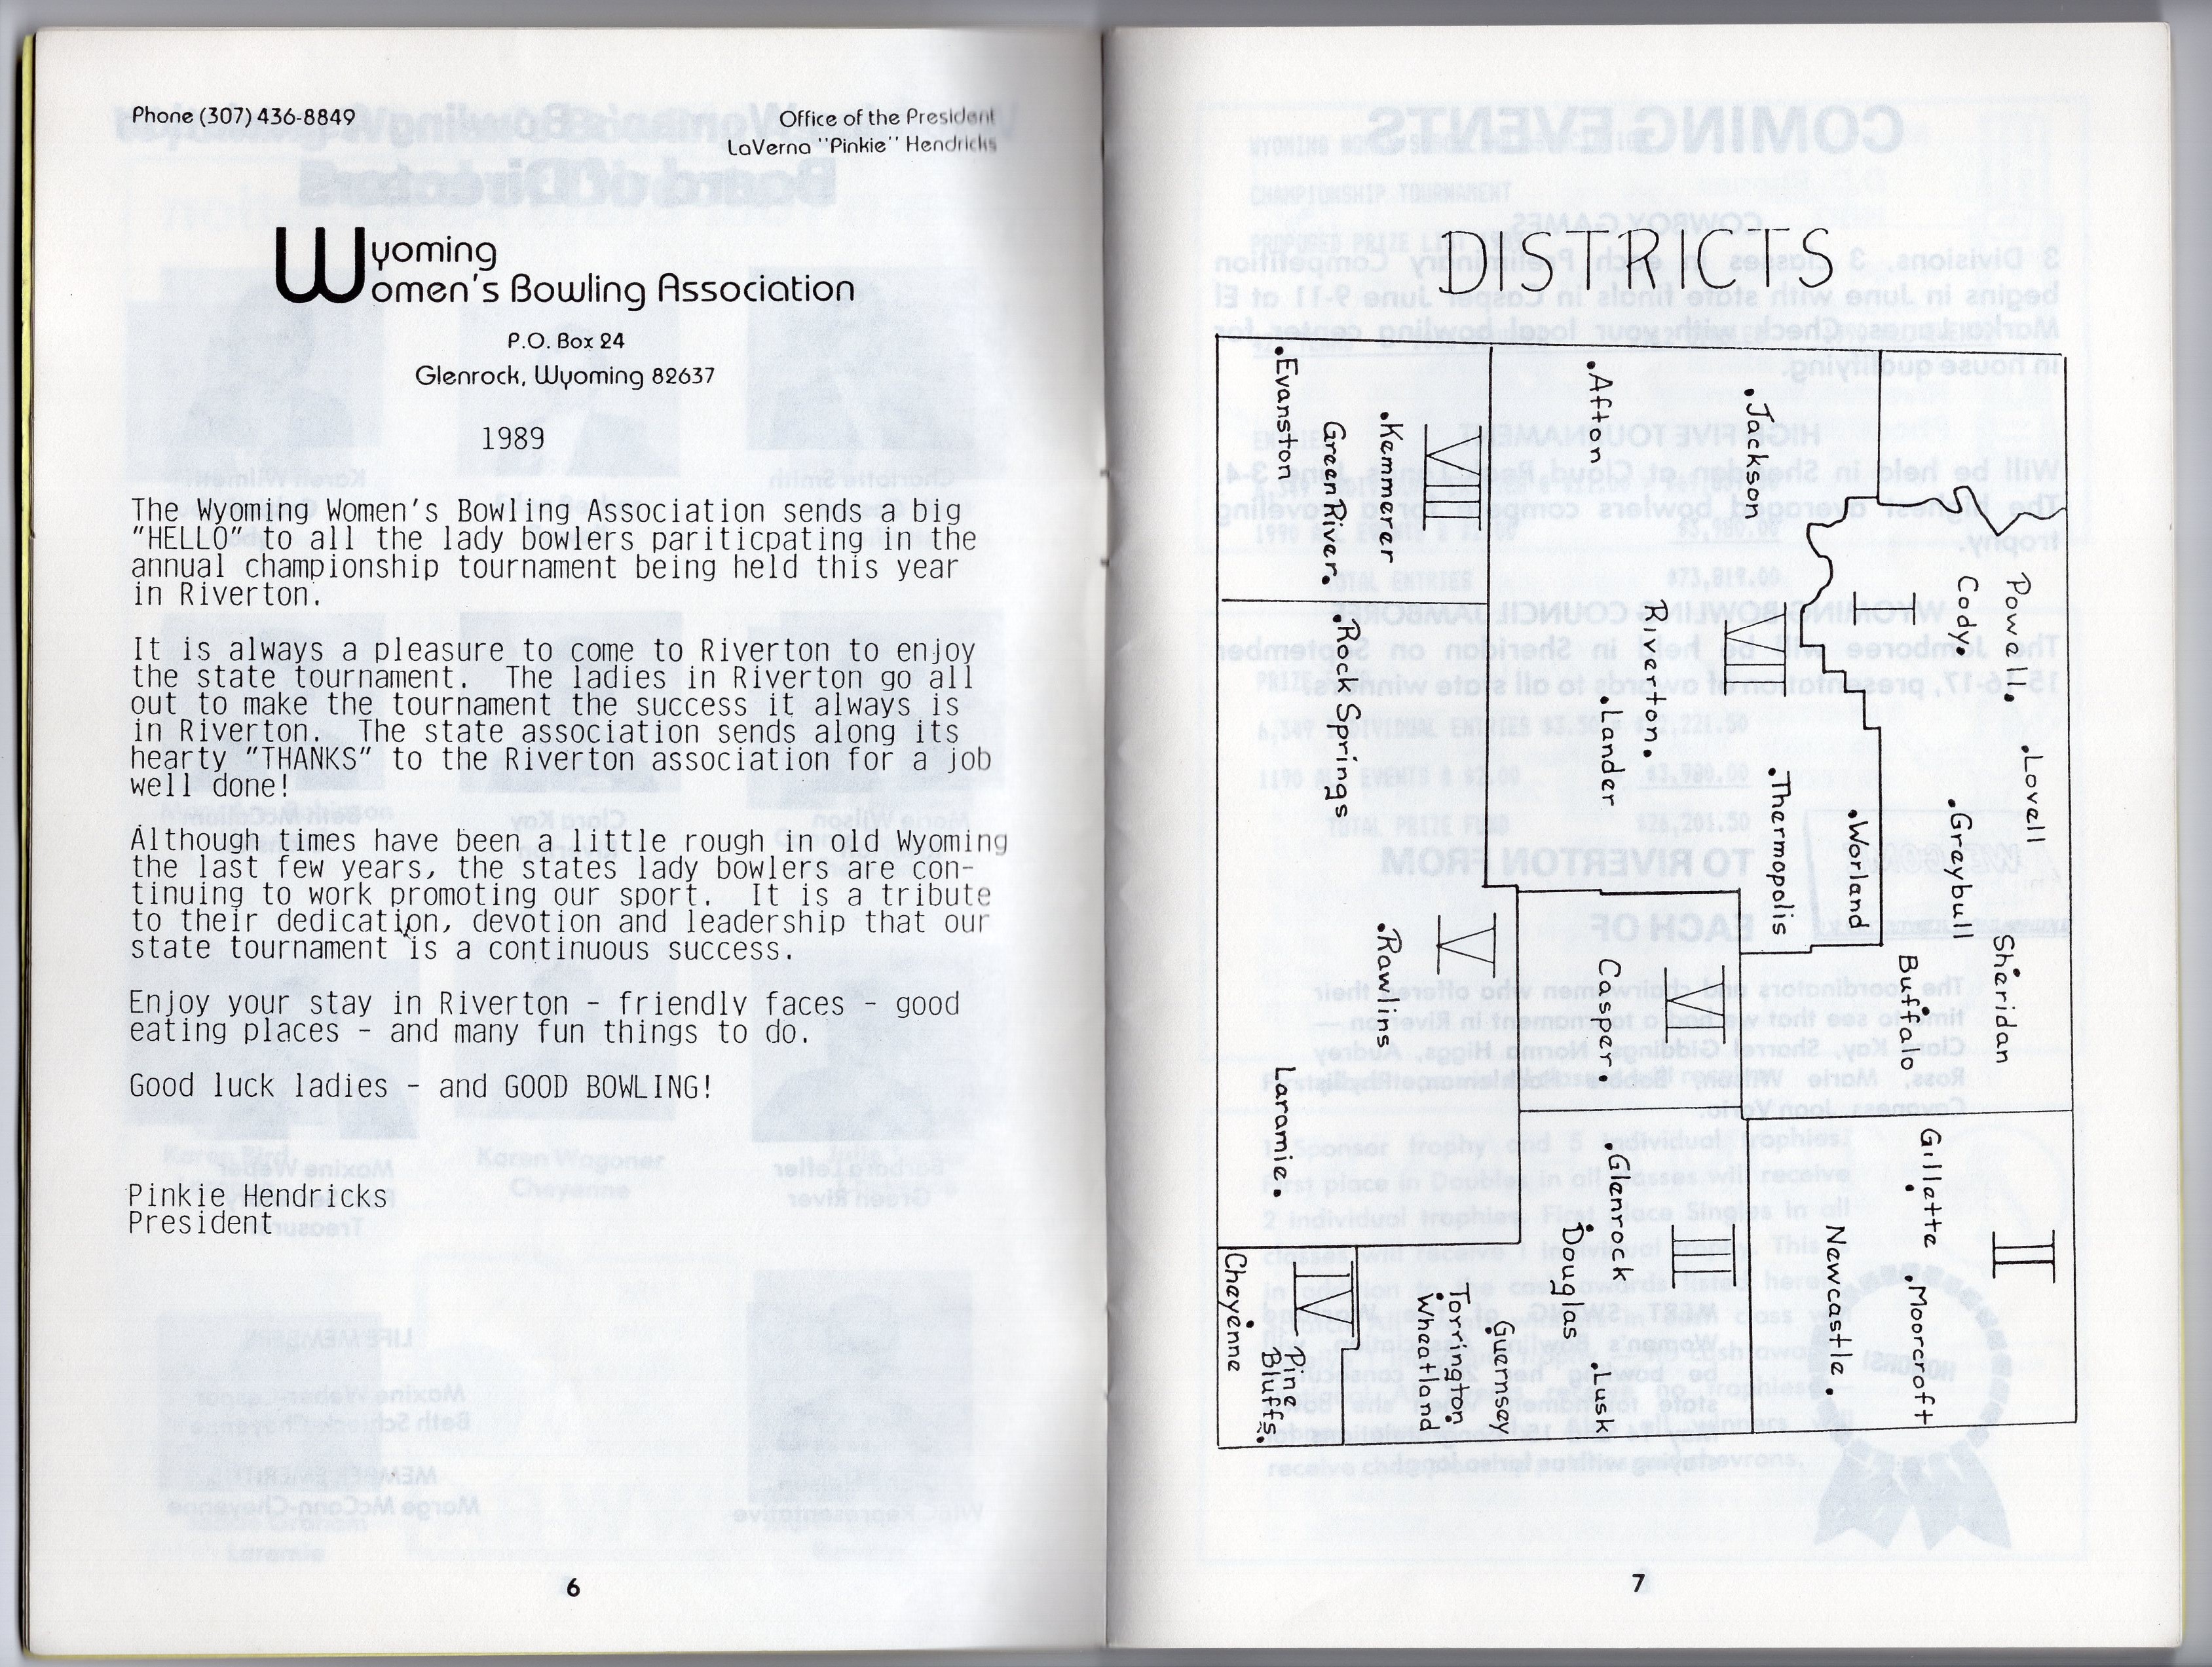 Phone (307) 436-8849
Office of the President
LaVerna "Pinkie" Hendricks
Wyoming
Women's Bowling Association
P.O. Box 24
Glenrock, Wyoming 82637
1989
The Wyoming Women's Bowling Association sends a big
"HELLO" to all the lady bowlers pariticpating in the
annual championship tournament being held this year
in Riverton.
It is always a pleasure to come to Riverton to enjoy
the state tournament. The ladies in Riverton go all
out to make the tournament the success it always is
in Riverton. The state association sends along its
hearty "THANKS" to the Riverton association for a job
well done!
Although times have been a little rough in old Wyoming
the last few years, the states lady bowlers are con-
tinuing to work promoting our sport. It is a tribute
to their dedication, devotion and leadership that our
state tournament is a continuous success.
Enjoy your stay in Riverton - friendly faces - good
eating places - and many fun things to do.
Good luck ladies - and GOOD BOWLING!
Pinkie Hendricks
President
6
DISTRICTS
Powell
Lovell
Sheridan
II
Cody
Greybull
Buffalo
Gillette
Moorcroft
I
Worland
Newcastle
Jackson
Thermopolis
VI
Riverton
V
III
Afton
Lander
Casper
Glenrock
Lusk
Douglas
VII
V
Guernsey
Torrington
Wheatland
Kemmerer
Rawlins
Green River
Rock Springs
IV
Evanston
Laramie
Pine
Bluffs
Cheyenne
7